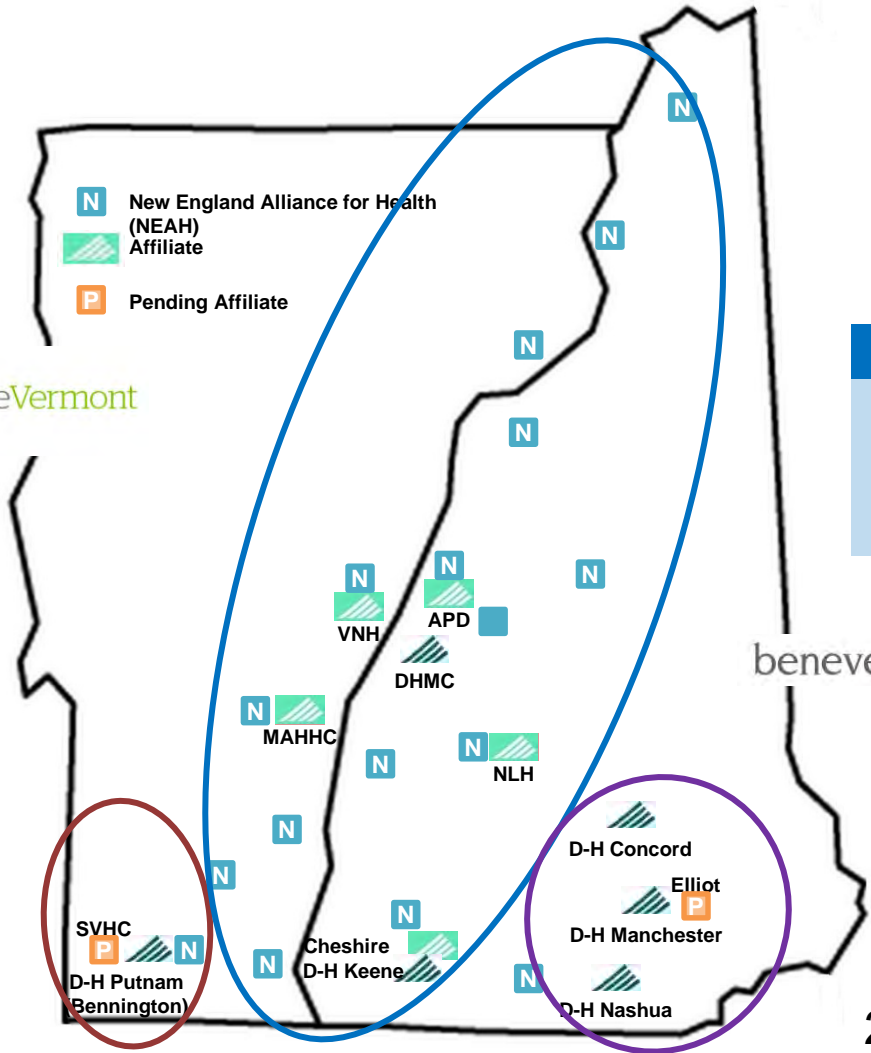 N
N
N New England Alliance for Health
(NEAH)
Affiliate
P Pending Affiliate
N
eVermont
N
N
N
N
N
VNH
APD
DHMC
beneve
N
MAHHC
N
N
NLH
N
D-H Concord
N
Elliot
P
D-H Manchester
N
SVHC
P
N
Cheshire
D-H Keene
N
N
D-H Putnam
(Bennington)
D-H Nashua
2